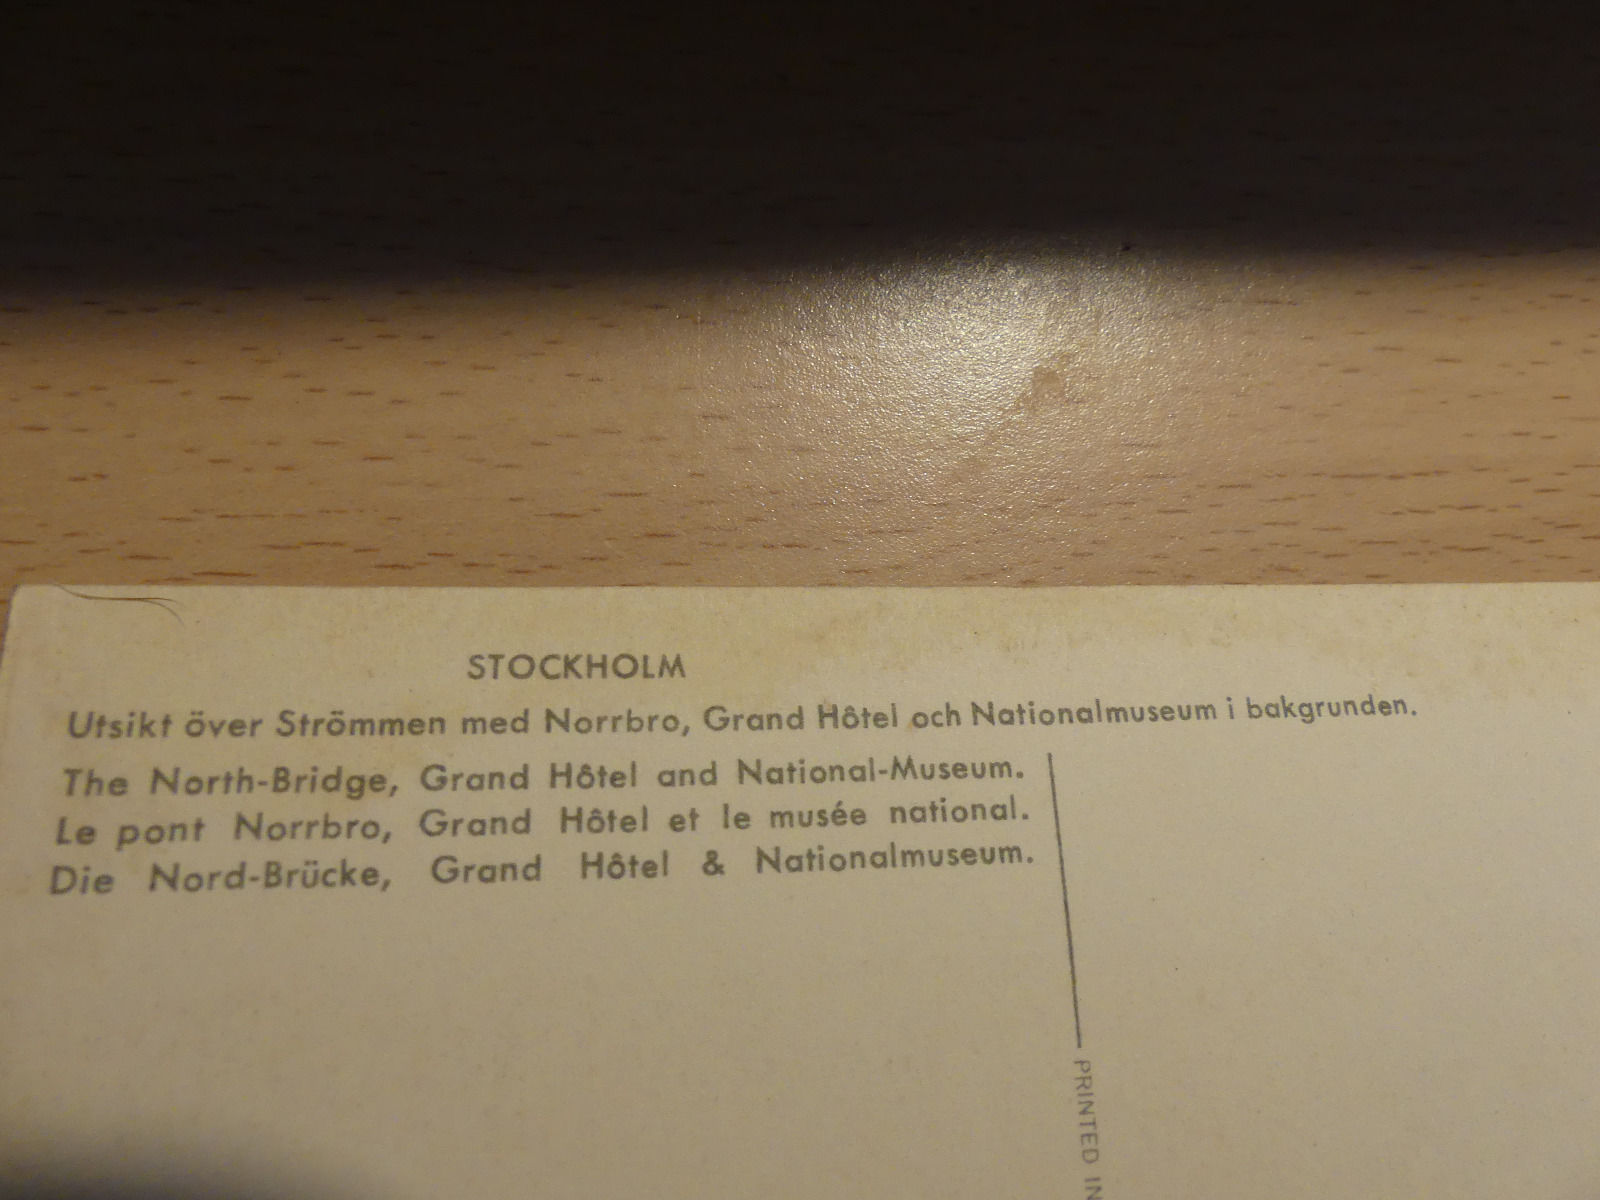 STOCKHOLM
Utsikt över Strömmen med Norrbro, Grand Hôtel och Nationalmuseum i bakgrunden.
The North-Bridge, Grand Hôtel and National-Museum.
Le pont Norrbro, Grand Hôtel et le musée national.
Die Nord-Brücke, Grand Hôtel & Nationalmuseum.
PRINTED IN